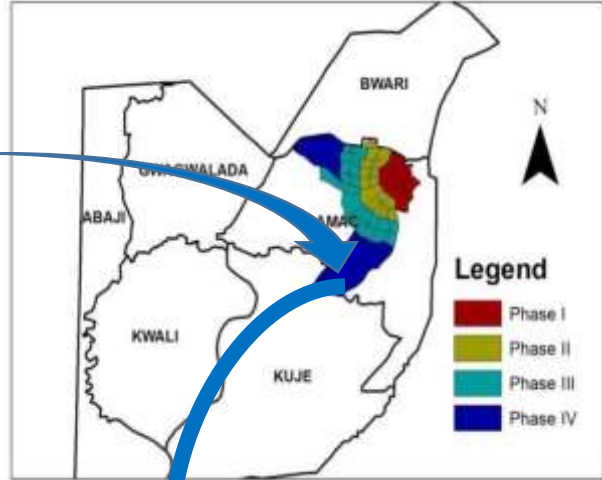 BWARI
N
GWAGWALADA
ABAJI
AMAC
Legend
Phase I
Phase II
KWALI
KUJE
Phase III
Phase IV